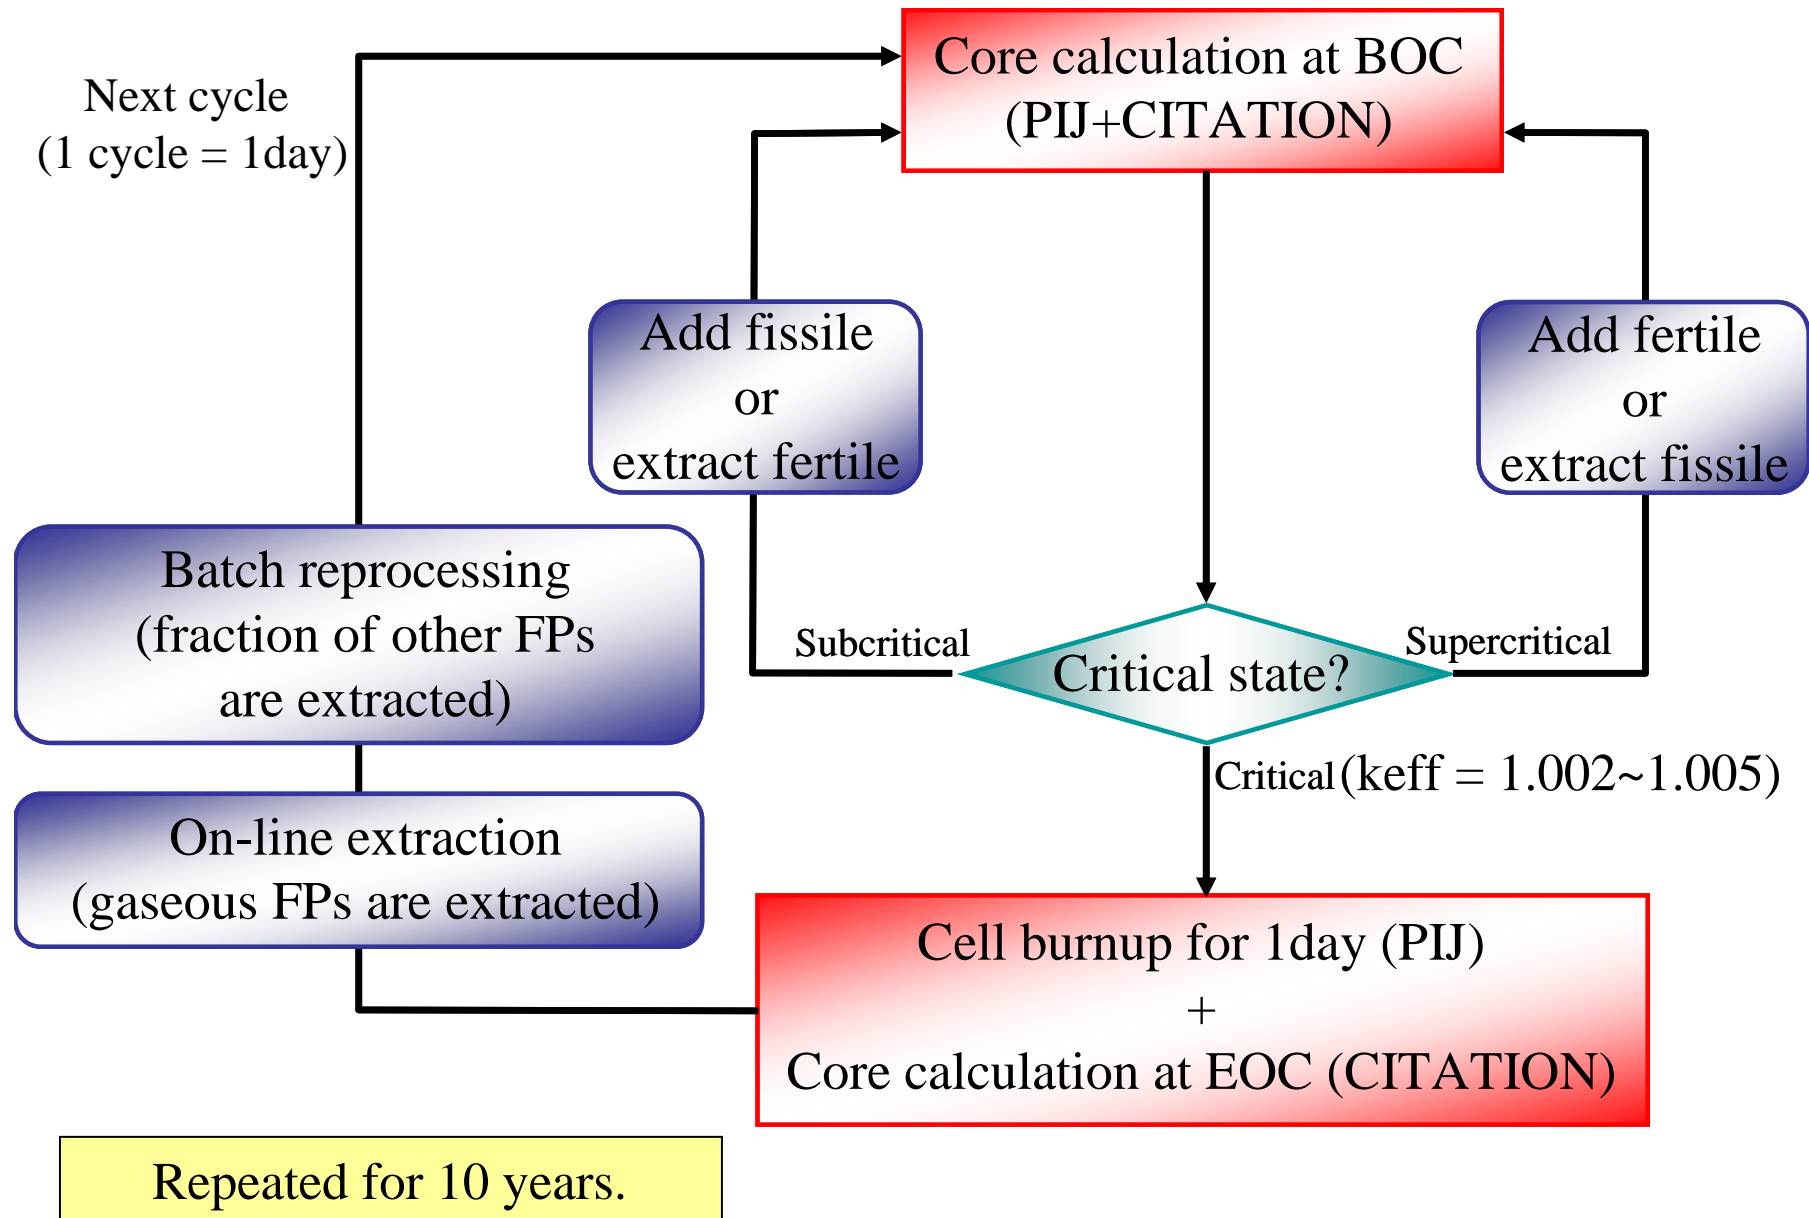 Core calculation at BOC
(PIJ+CITATION)
Next cycle
(1 cycle = 1day)
Add fissile
or
extract fertile
Add fertile
or
extract fissile
Batch reprocessing
(fraction of other FPs
are extracted)
Subcritical
Critical state?
Supercritical
Critical (keff = 1.002~1.005)
On-line extraction
(gaseous FPs are extracted)
Cell burnup for 1day (PIJ)
+
Core calculation at EOC (CITATION)
Repeated for 10 years.